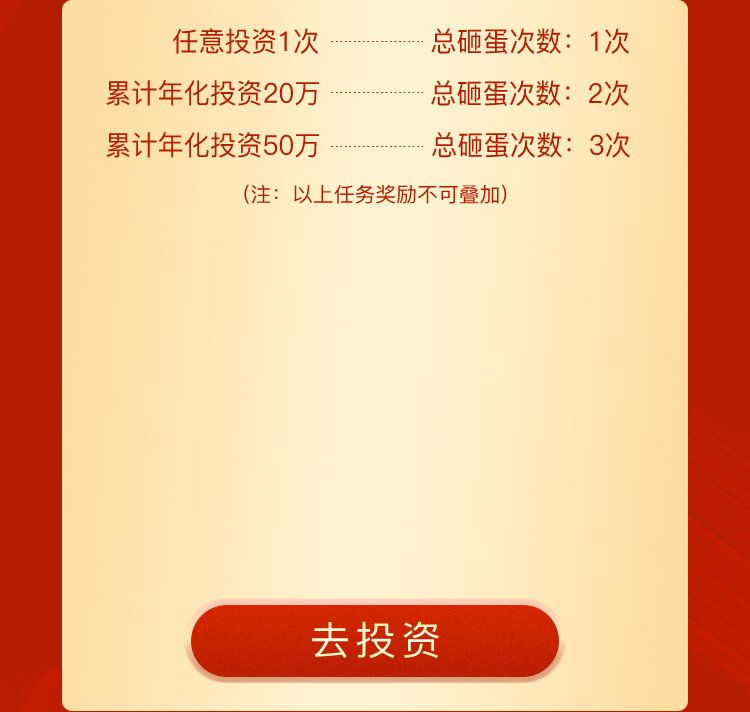 任意投资1次 总砸蛋次数：1次
累计年化投资20万 总砸蛋次数：2次
累计年化投资50万 总砸蛋次数：3次
（注：以上任务奖励不可叠加）
去投资